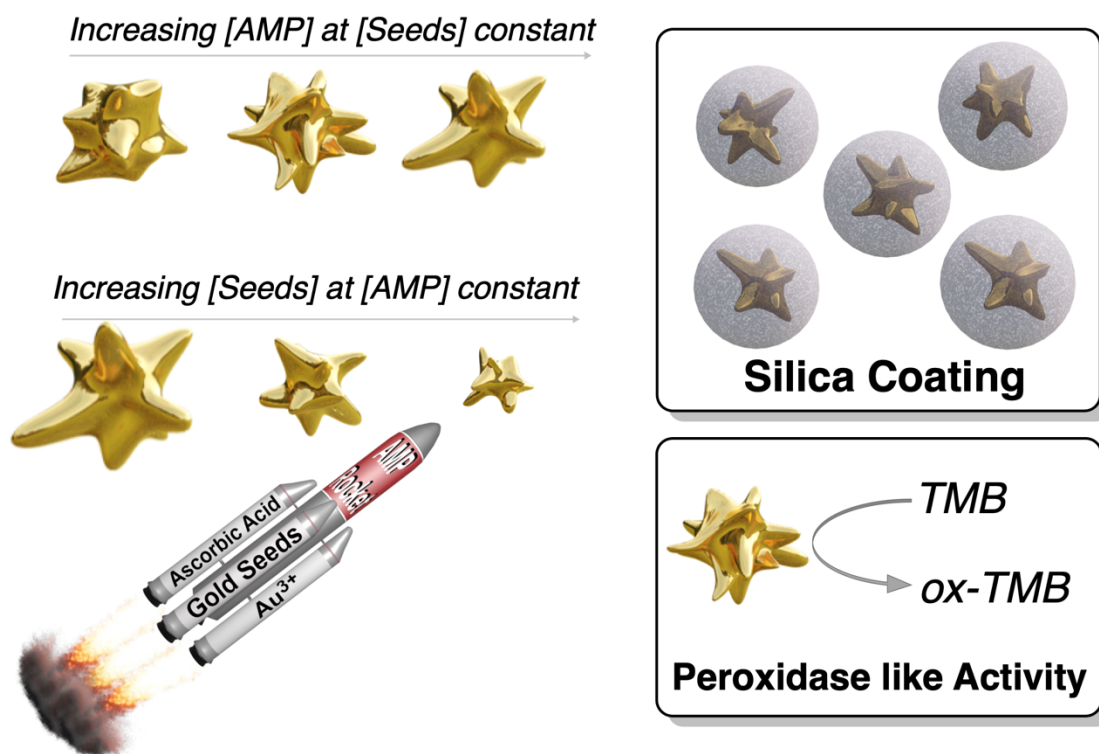 Increasing [AMP] at [Seeds] constant
Increasing [Seeds] at [AMP] constant
AMP
Rocket
Ascorbic Acid
Gold Seeds
Au³⁺
Silica Coating
TMB
ox-TMB
Peroxidase like Activity